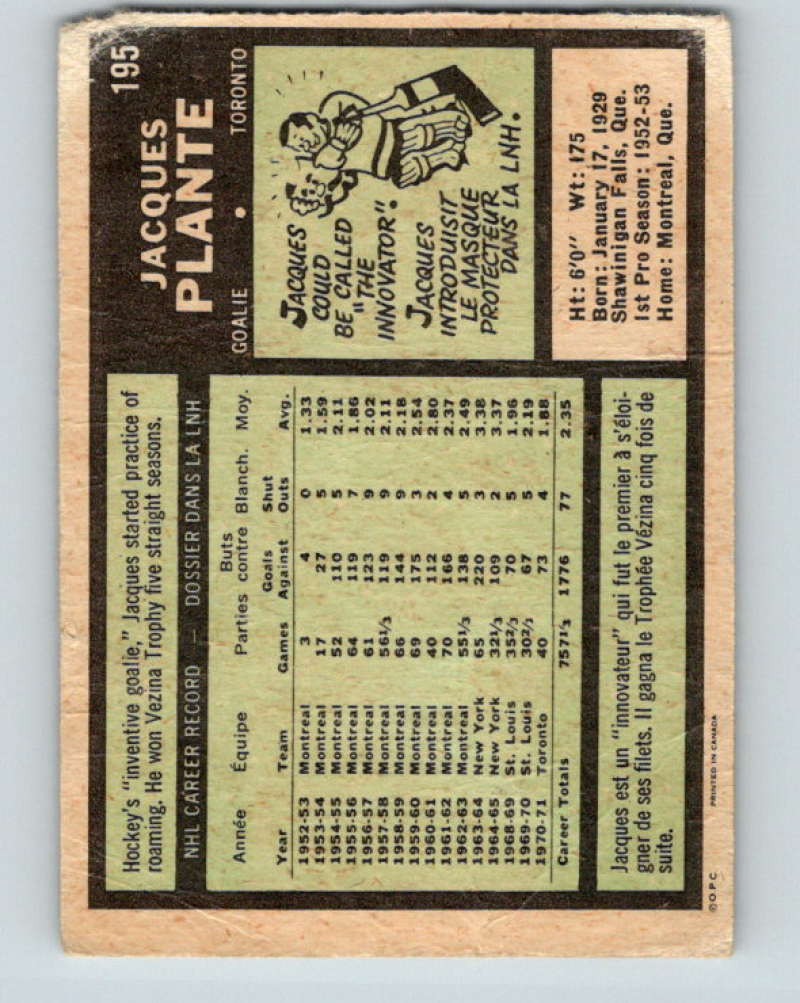 195
JACQUES
PLANTE
GOALIE • TORONTO
JACQUES
COULD
BE CALLED
"THE
INNOVATOR".
JACQUES
INTRODUISIT
LE MASQUE
PROTECTEUR
DANS LA LNH.
Ht: 6'0" Wt: 175
Born: January 17, 1929
Shawinigan Falls, Que.
1st Pro Season: 1952-53
Home: Montreal, Que.
Hockey's "inventive goalie," Jacques started practice of
roaming. He won Vezina Trophy five straight seasons.
NHL CAREER RECORD — DOSSIER DANS LA LNH
Année Équipe Parties Buts contre Blanch. Moy.
Year Team Games Goals Against Shut Outs Avg.
1952-53 Montreal 3 4 0 1.33
1953-54 Montreal 17 27 5 1.59
1954-55 Montreal 52 110 5 2.11
1955-56 Montreal 64 119 7 1.86
1956-57 Montreal 61 123 9 2.02
1957-58 Montreal 56⅓ 119 9 2.11
1958-59 Montreal 66 144 9 2.18
1959-60 Montreal 69 175 3 2.54
1960-61 Montreal 40 112 2 2.80
1961-62 Montreal 70 166 4 2.37
1962-63 Montreal 55⅓ 138 5 2.49
1963-64 New York 65 220 3 3.38
1964-65 New York 32⅓ 109 2 3.37
1968-69 St. Louis 35⅔ 70 5 1.96
1969-70 St. Louis 30⅔ 67 5 2.19
1970-71 Toronto 40 73 4 1.88
Career Totals 757⅓ 1776 77 2.35
Jacques est un "innovateur" qui fut le premier à s'éloi-
gner de ses filets. Il gagna le Trophée Vézina cinq fois de
suite.
©O.P.C. PRINTED IN CANADA